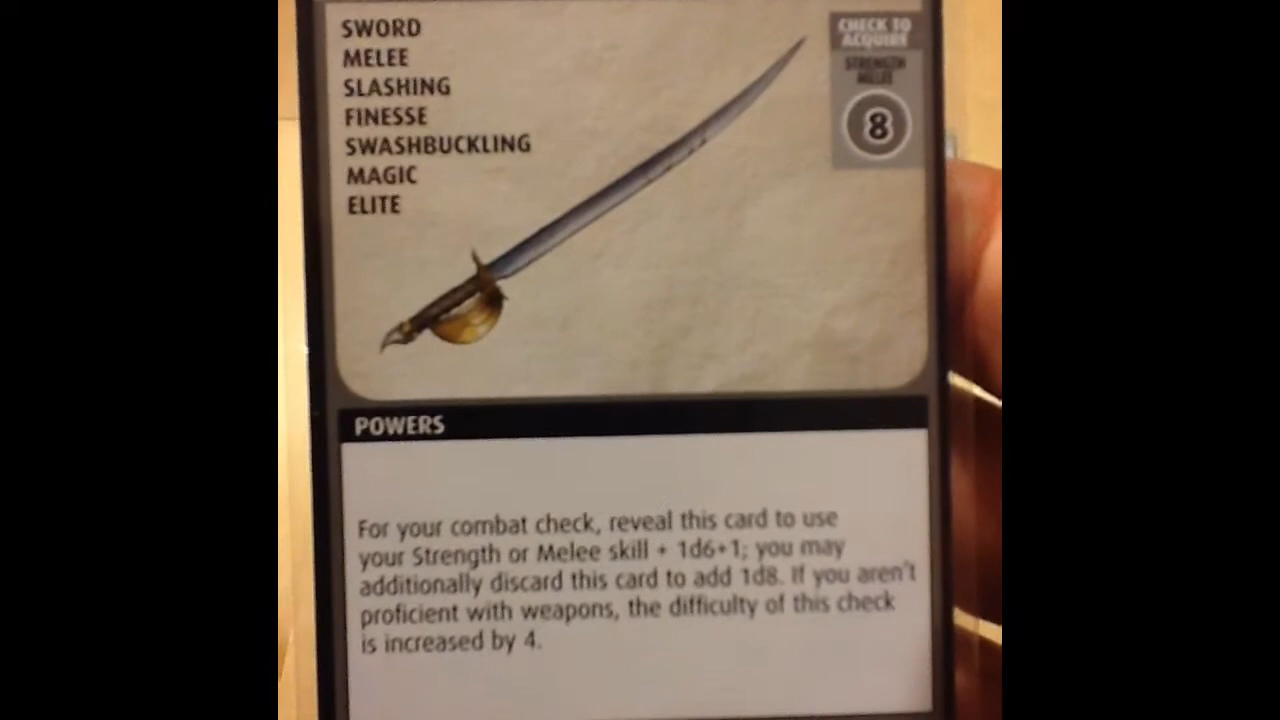 SWORD
MELEE
SLASHING
FINESSE
SWASHBUCKLING
MAGIC
ELITE
CHECK TO
ACQUIRE
STRENGTH
MELEE
8
POWERS
For your combat check, reveal this card to use
your Strength or Melee skill + 1d6+1; you may
additionally discard this card to add 1d8. If you aren't
proficient with weapons, the difficulty of this check
is increased by 4.